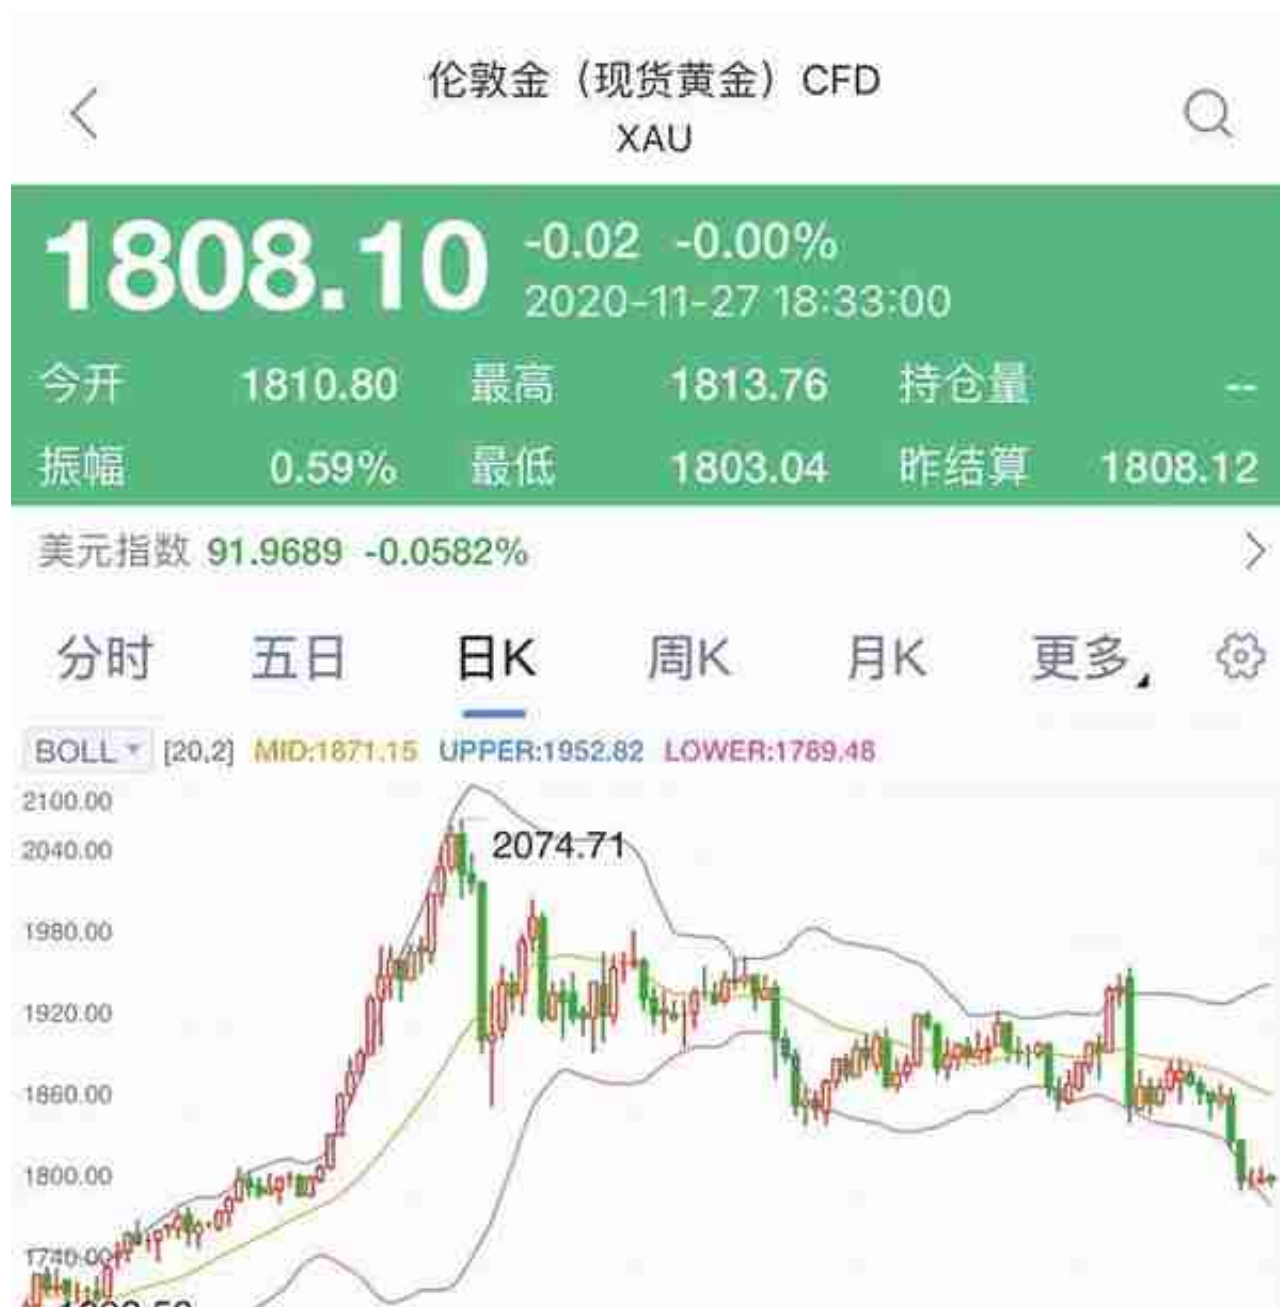 伦敦金（现货黄金）CFD
XAU
1808.10 -0.02 -0.00%
2020-11-27 18:33:00
今开 1810.80 最高 1813.76 持仓量 --
振幅 0.59% 最低 1803.04 昨结算 1808.12
美元指数 91.9689 -0.0582%
分时 五日 日K 周K 月K 更多
BOLL [20,2] MID:1871.15 UPPER:1952.82 LOWER:1789.48
2100.00
2074.71
2040.00
1980.00
1920.00
1860.00
1800.00
1740.00